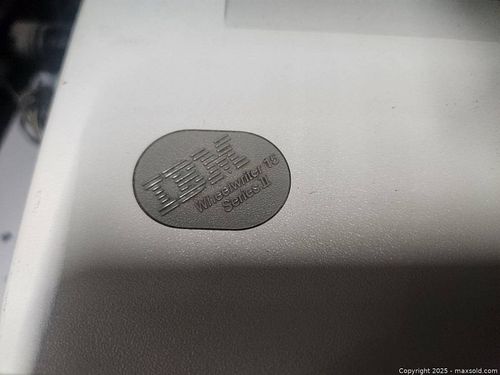 IBM
Wheelwriter 15
Series II
Copyright 2025 - maxsold.com